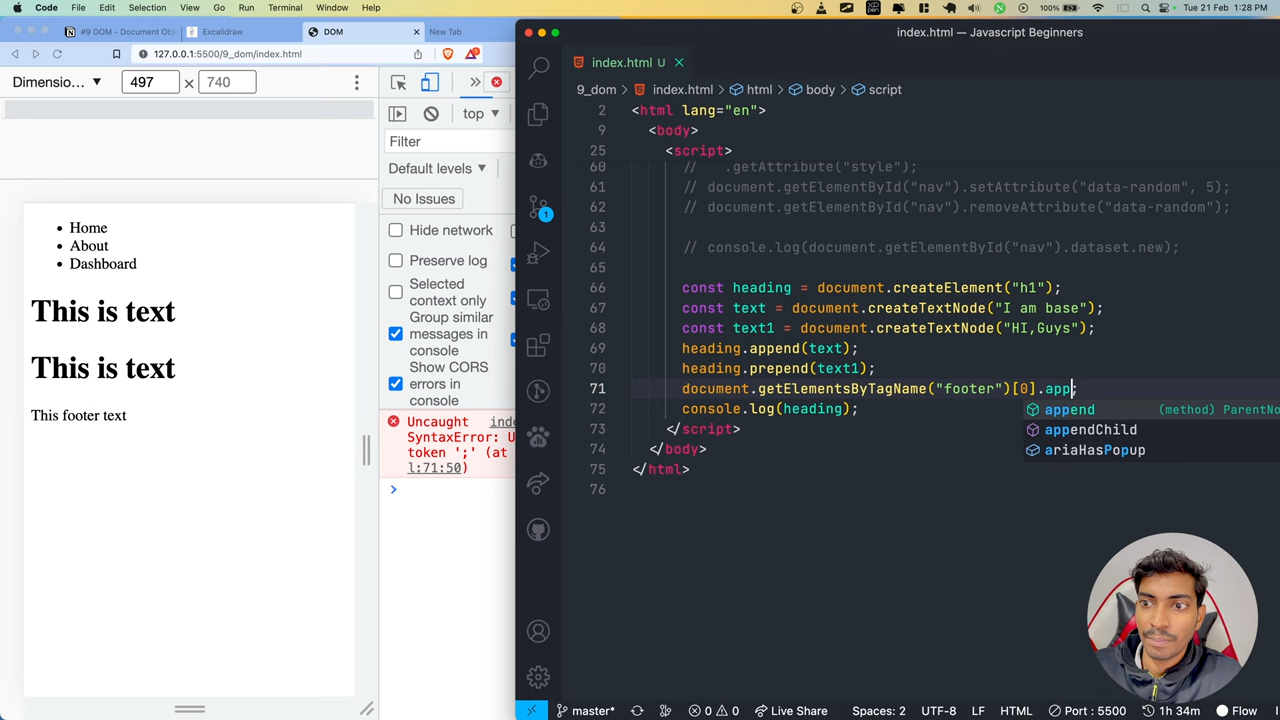 Code File Edit Selection View Go Run Terminal Window Help 100% Tue 21 Feb 1:28 PM
#9 DOM - Document Obj Excalidraw DOM New Tab
127.0.0.1:5500/9_dom/index.html
Dimensio... 497 × 740
top
Filter
Default levels
No Issues
Hide network
Preserve log
Selected
context only
Group similar
messages in
console
Show CORS
errors in
console
Uncaught inde
SyntaxError: U
token ';' (at
l:71:50)
Home
About
Dashboard
This is text
This is text
This footer text
index.html — Javascript Beginners
index.html U
9_dom index.html html body script
2 <html lang="en">
9 <body>
25 <script>
60 // .getAttribute("style");
61 // document.getElementById("nav").setAttribute("data-random", 5);
62 // document.getElementById("nav").removeAttribute("data-random");
63
64 // console.log(document.getElementById("nav").dataset.new);
65
66 const heading = document.createElement("h1");
67 const text = document.createTextNode("I am base");
68 const text1 = document.createTextNode("HI,Guys");
69 heading.append(text);
70 heading.prepend(text1);
71 document.getElementsByTagName("footer")[0].app;
72 console.log(heading);
73 </script>
74 </body>
75 </html>
76
append (method) ParentNo
appendChild
ariaHasPopup
1
master* 0 0 Live Share Spaces: 2 UTF-8 LF HTML Port : 5500 1h 34m Flow